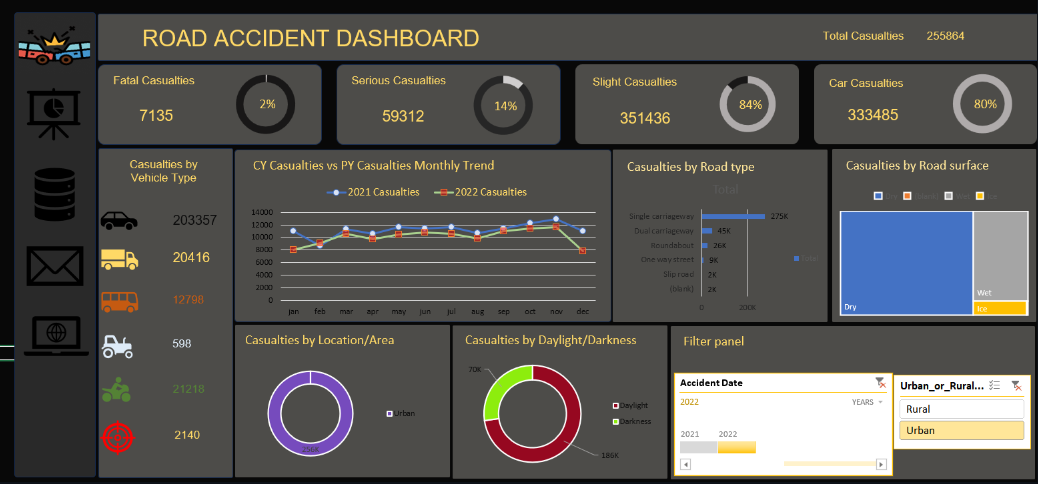 ROAD ACCIDENT DASHBOARD
Total Casualties 255864
Fatal Casualties
7135
2%
Serious Casualties
59312
14%
Slight Casualties
351436
84%
Car Casualties
333485
80%
Casualties by
Vehicle Type
203357
20416
12798
598
21218
2140
CY Casualties vs PY Casualties Monthly Trend
2021 Casualties 2022 Casualties
14000
12000
10000
8000
6000
4000
2000
0
jan feb mar apr may jun jul aug sep oct nov dec
Casualties by Road type
Total
Single carriageway 275K
Dual carriageway 45K
Roundabout 26K
One way street 9K
Slip road 2K
(blank) 2K
0 200K
Total
Casualties by Road surface
Dry Wet Ice
Dry
Wet
Ice
Casualties by Location/Area
Urban
Casualties by Daylight/Darkness
70K
186K
Daylight
Darkness
Filter panel
Accident Date
2022 YEARS
2021 2022
Urban_or_Rural...
Rural
Urban